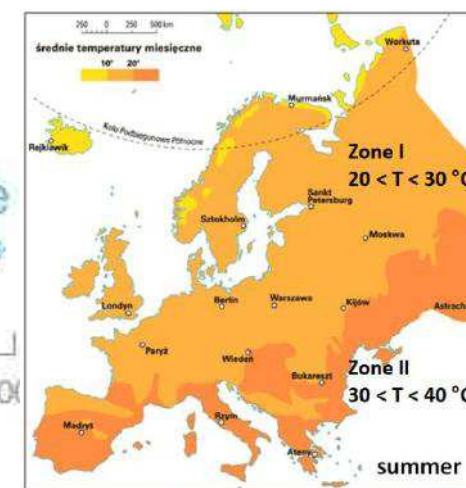 250 0 250 500 km
średnie temperatury miesięczne
10° 20°
Workuta
Murmańsk
Koło Podbiegunowe Północne
Rejkiawik
Zone I
20 < T < 30 °C
Sankt
Petersburg
Sztokholm
Moskwa
Londyn
Berlin
Warszawa
Kijów
Astrach
Paryż
Wiedeń
Zone II
Bukareszt
30 < T < 40 °C
Madryt
Rzym
Ateny
summer